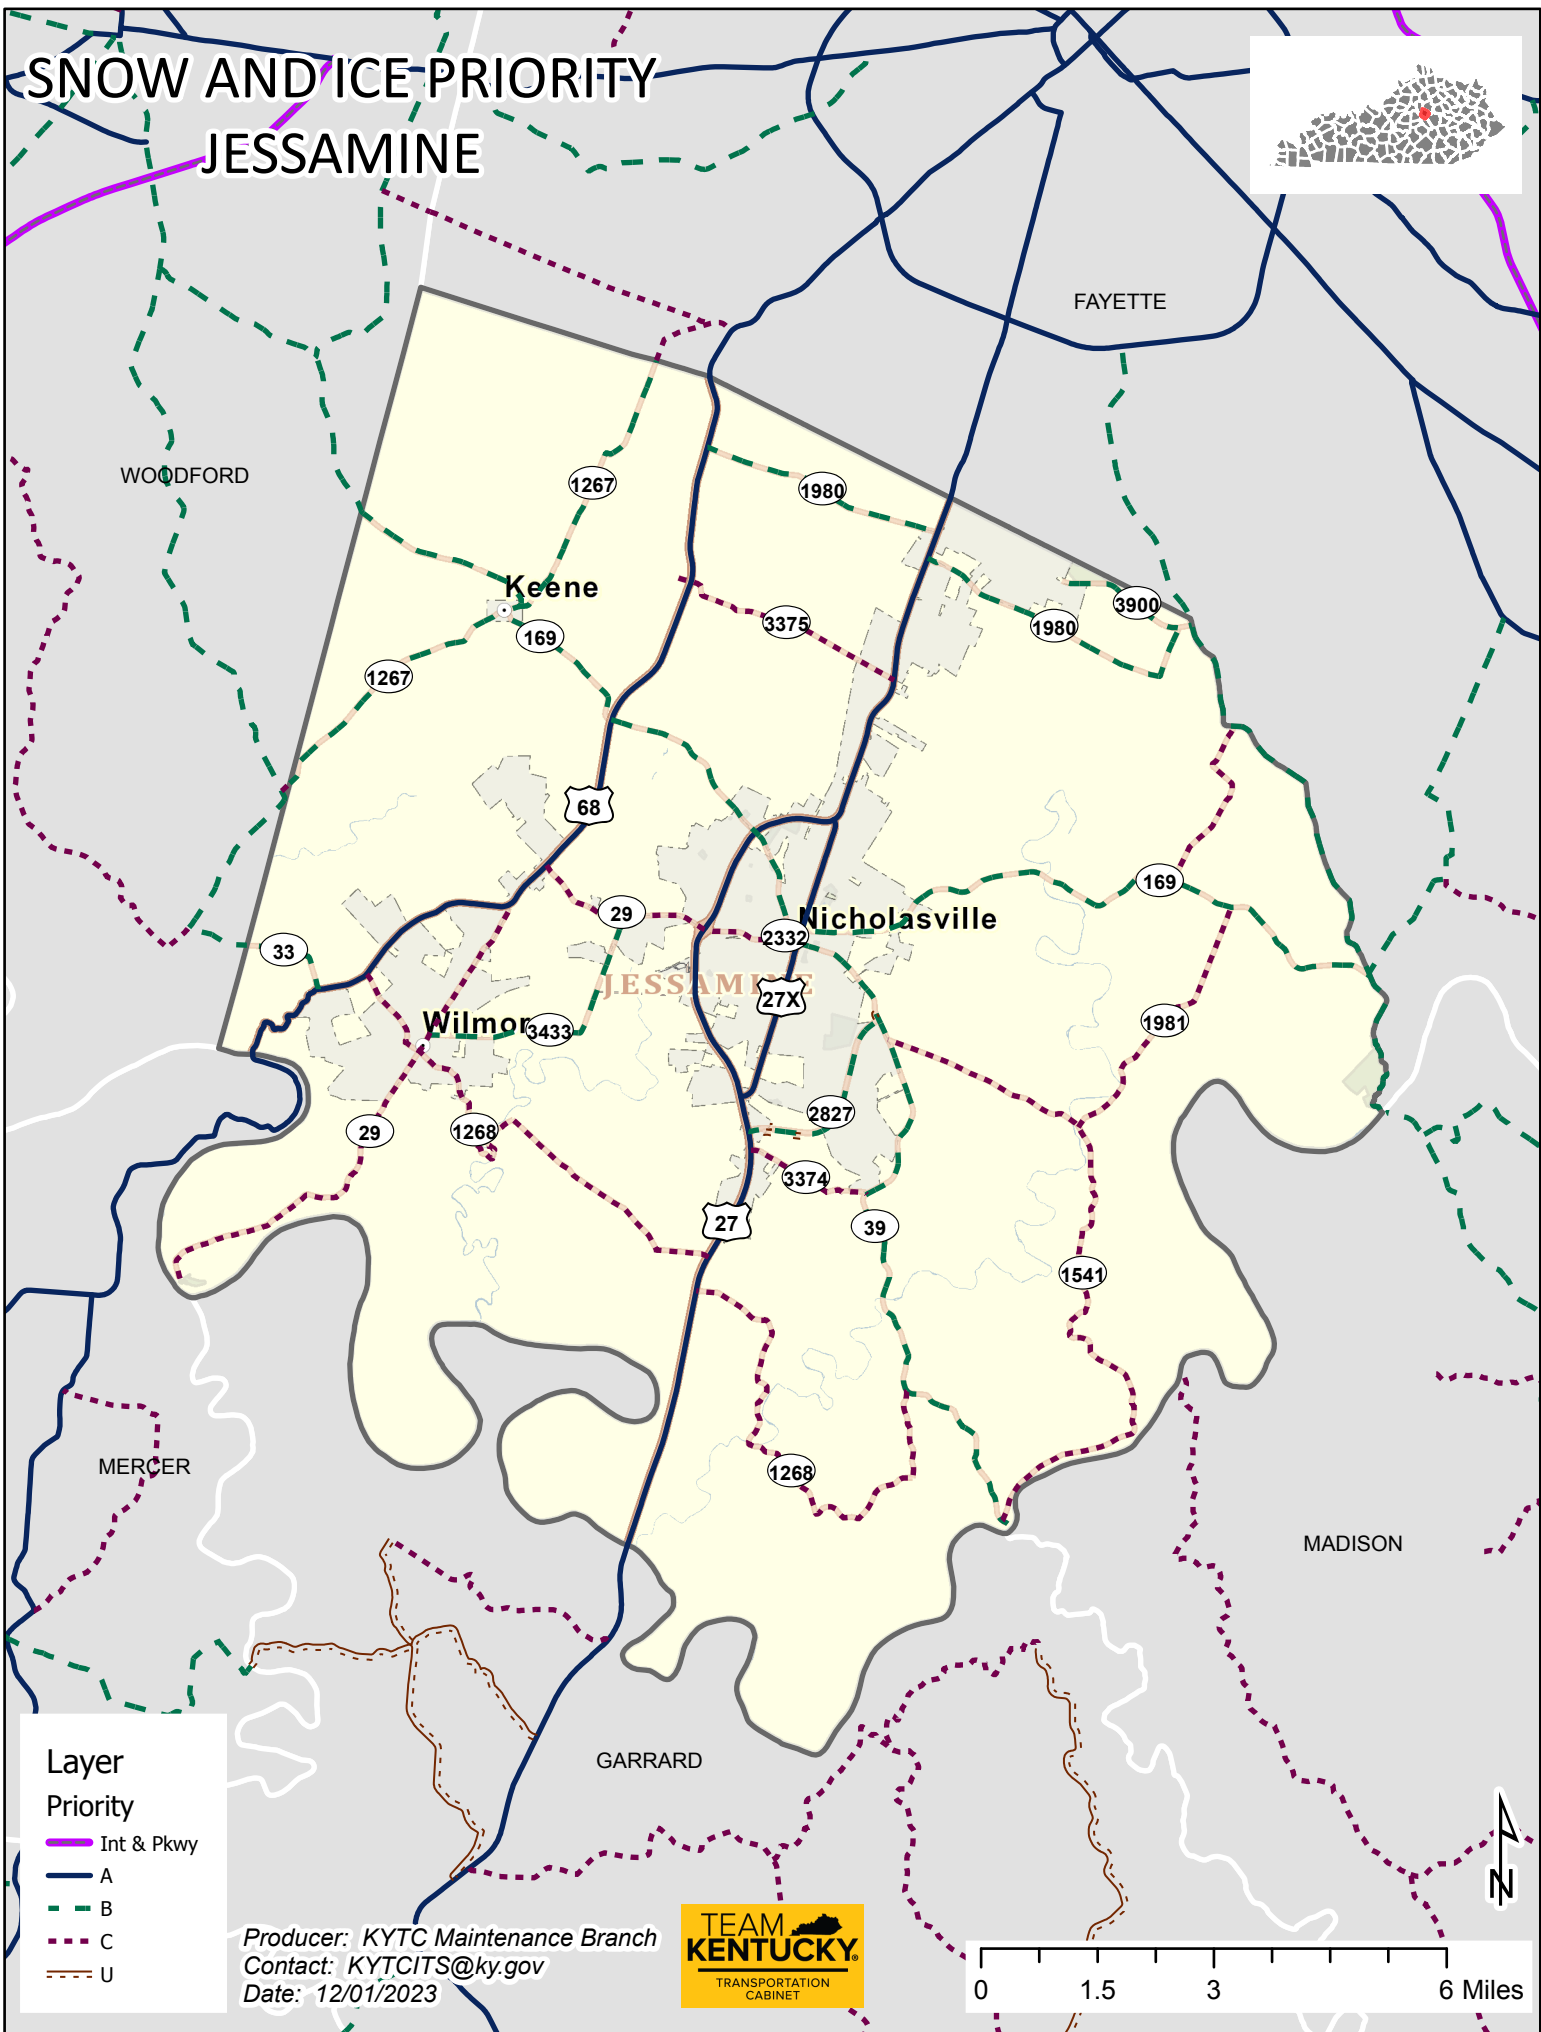 SNOW AND ICE PRIORITY
JESSAMINE
FAYETTE
WOODFORD
1267
1980
Keene
3900
169
3375
1980
1267
68
169
29
Nicholasville
2332
33
JESSAMINE
27X
Wilmor
3433
1981
2827
29
1268
3374
27
39
1541
MERCER
1268
MADISON
GARRARD
Layer
Priority
Int & Pkwy
A
B
C
U
Producer: KYTC Maintenance Branch
Contact: KYTCITS@ky.gov
Date: 12/01/2023
TEAM
KENTUCKY®
TRANSPORTATION
CABINET
N
0 1.5 3 6 Miles